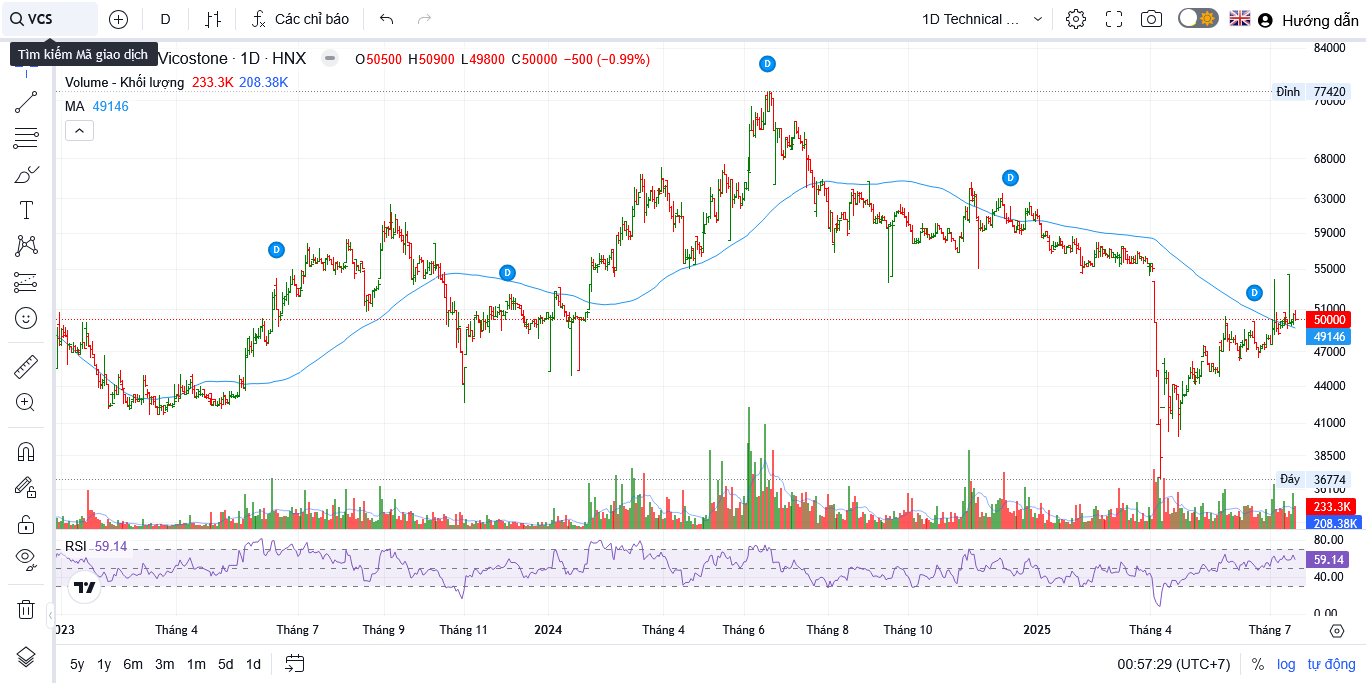 VCS
D
Các chỉ báo
1D Technical ...
Hướng dẫn
Tìm kiếm Mã giao dịch
Vicostone · 1D · HNX
O50500 H50900 L49800 C50000 −500 (−0.99%)
Volume - Khối lượng 233.3K 208.38K
MA 49146
D
D
D
D
D
84000
Đỉnh 77420
76000
68000
63000
59000
55000
51000
50000
49146
47000
44000
41000
38500
Đáy 36774
36100
233.3K
208.38K
RSI 59.14
80.00
59.14
40.00
0.00
023 Tháng 4 Tháng 7 Tháng 9 Tháng 11 2024 Tháng 4 Tháng 6 Tháng 8 Tháng 10 2025 Tháng 4 Tháng 7
5y 1y 6m 3m 1m 5d 1d
00:57:29 (UTC+7) % log tự động